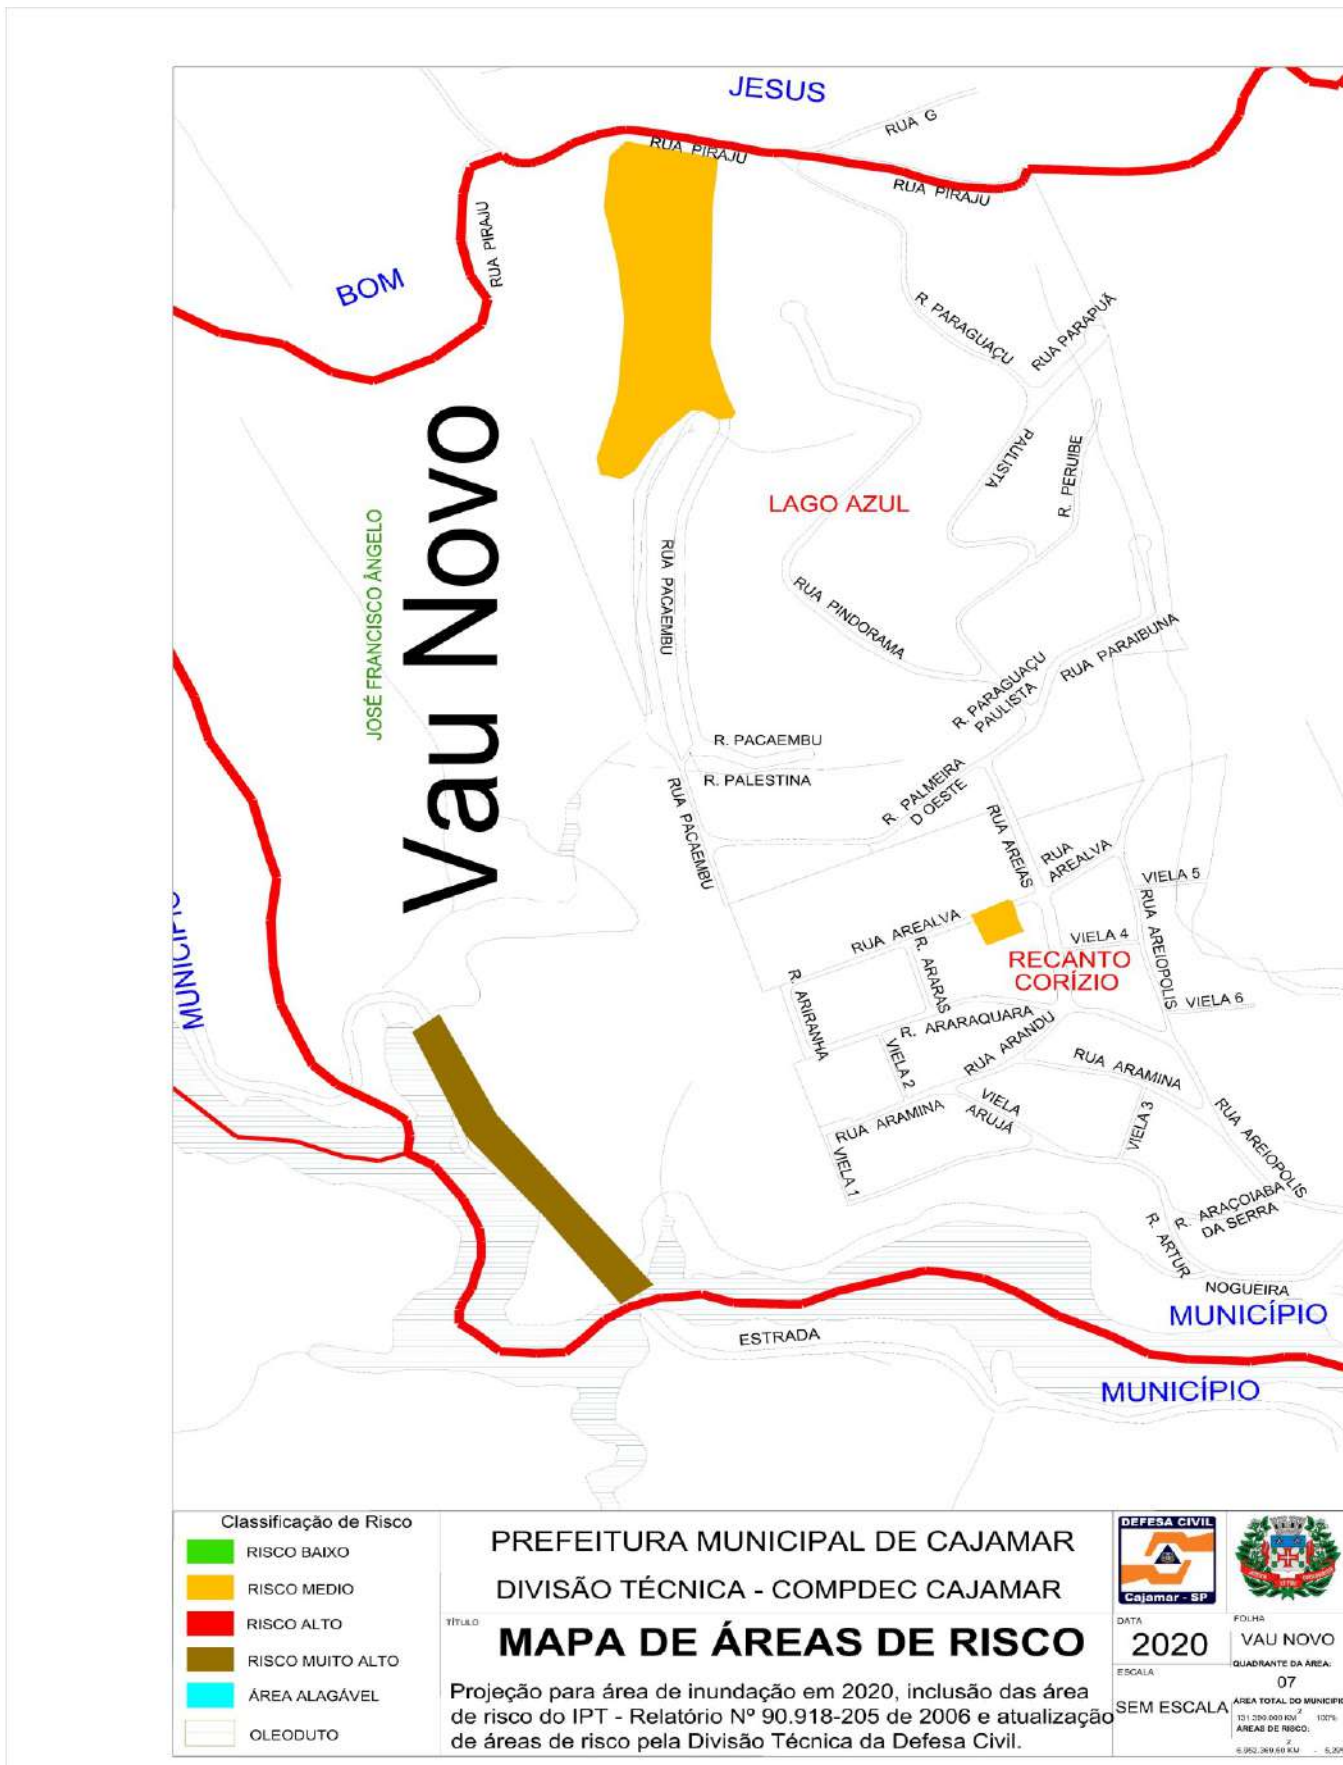 JESUS
RUA G
RUA PIRAJU
RUA PIRAJU
RUA PIRAJU
BOM
R. PARAGUAÇU
RUA PARAPUÃ
PAULISTA
R. PERUIBE
Vau Novo
JOSÉ FRANCISCO ÂNGELO
LAGO AZUL
RUA PACAEMBU
RUA PINDORAMA
RUA PARAIBUNA
R. PARAGUAÇU
PAULISTA
R. PACAEMBU
R. PALESTINA
R. PALMEIRA
D OESTE
RUA PACAEMBU
RUA AREIAS
RUA
AREALVA
VIELA 5
RUA AREALVA
VIELA 4
RUA AREIOPOLIS
RECANTO
CORÍZIO
R. ARARAS
R. ARIRANHA
VIELA 6
R. ARARAQUARA
MUNICÍPIO
VIELA 2
RUA ARANDU
RUA ARAMINA
VIELA
ARUJÁ
RUA ARAMINA
VIELA 3
VIELA 1
RUA AREIOPOLIS
R. ARAÇOIABA
DA SERRA
R. ARTUR
NOGUEIRA
MUNICÍPIO
ESTRADA
MUNICÍPIO
Classificação de Risco
RISCO BAIXO
RISCO MEDIO
RISCO ALTO
RISCO MUITO ALTO
ÁREA ALAGÁVEL
OLEODUTO
PREFEITURA MUNICIPAL DE CAJAMAR
DIVISÃO TÉCNICA - COMPDEC CAJAMAR
TÍTULO
MAPA DE ÁREAS DE RISCO
Projeção para área de inundação em 2020, inclusão das área
de risco do IPT - Relatório Nº 90.918-205 de 2006 e atualização
de áreas de risco pela Divisão Técnica da Defesa Civil.
DEFESA CIVIL
Cajamar - SP
DATA
2020
ESCALA
SEM ESCALA
FOLHA
VAU NOVO
QUADRANTE DA ÁREA:
07
ÁREA TOTAL DO MUNICIPIO
100%
ÁREAS DE RISCO: